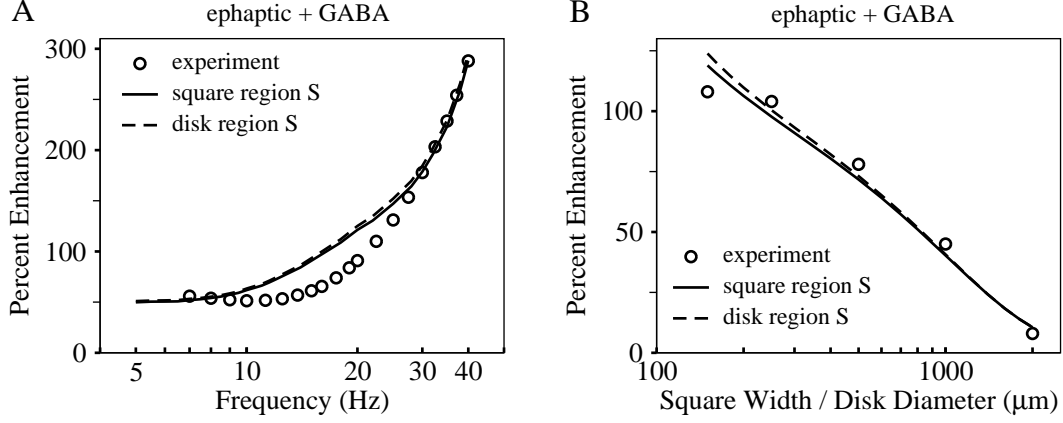 A
ephaptic + GABA
300
200
100
0
Percent Enhancement
experiment
square region S
disk region S
5
10
20
30
40
Frequency (Hz)
B
ephaptic + GABA
100
50
0
Percent Enhancement
experiment
square region S
disk region S
100
1000
Square Width / Disk Diameter (μm)